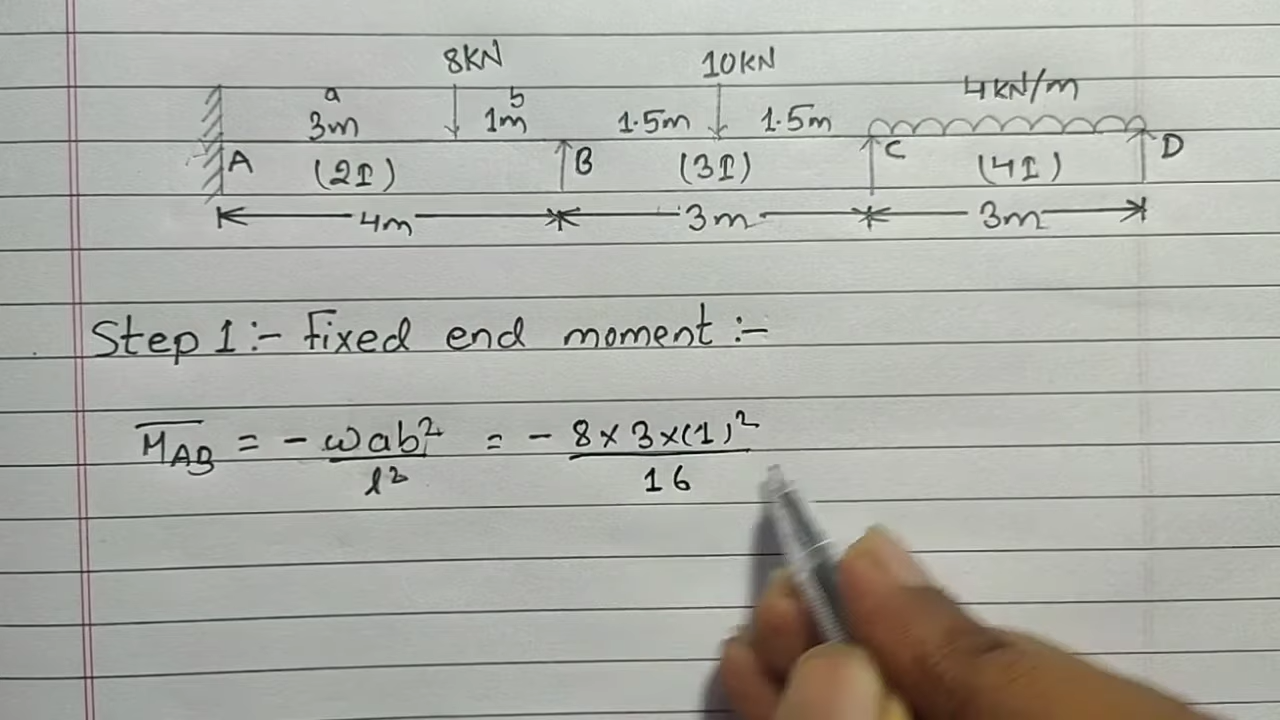 8KN 10KN
a b 4KN/m
3m 1m 1.5m 1.5m
A (2I) B (3I) C (4I) D
4m 3m 3m
Step 1:- Fixed end moment :-
M̅A̅B̅ = - wab²/l² = - 8×3×(1)²/16